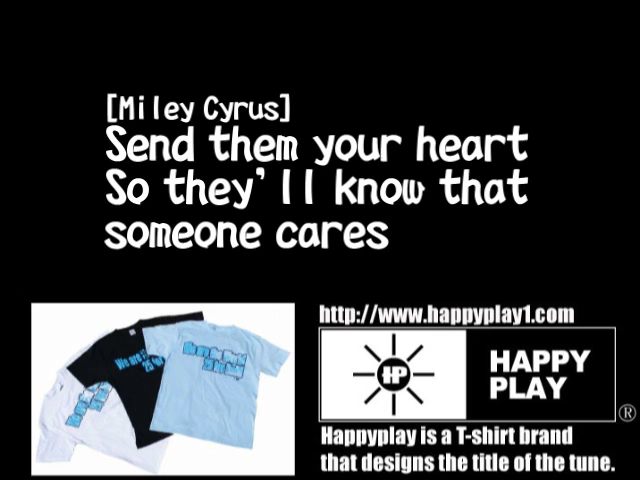 [Miley Cyrus]
Send them your heart
So they'll know that
someone cares
http://www.happyplay1.com
HP
HAPPY
PLAY
®
Happyplay is a T-shirt brand
that designs the title of the tune.